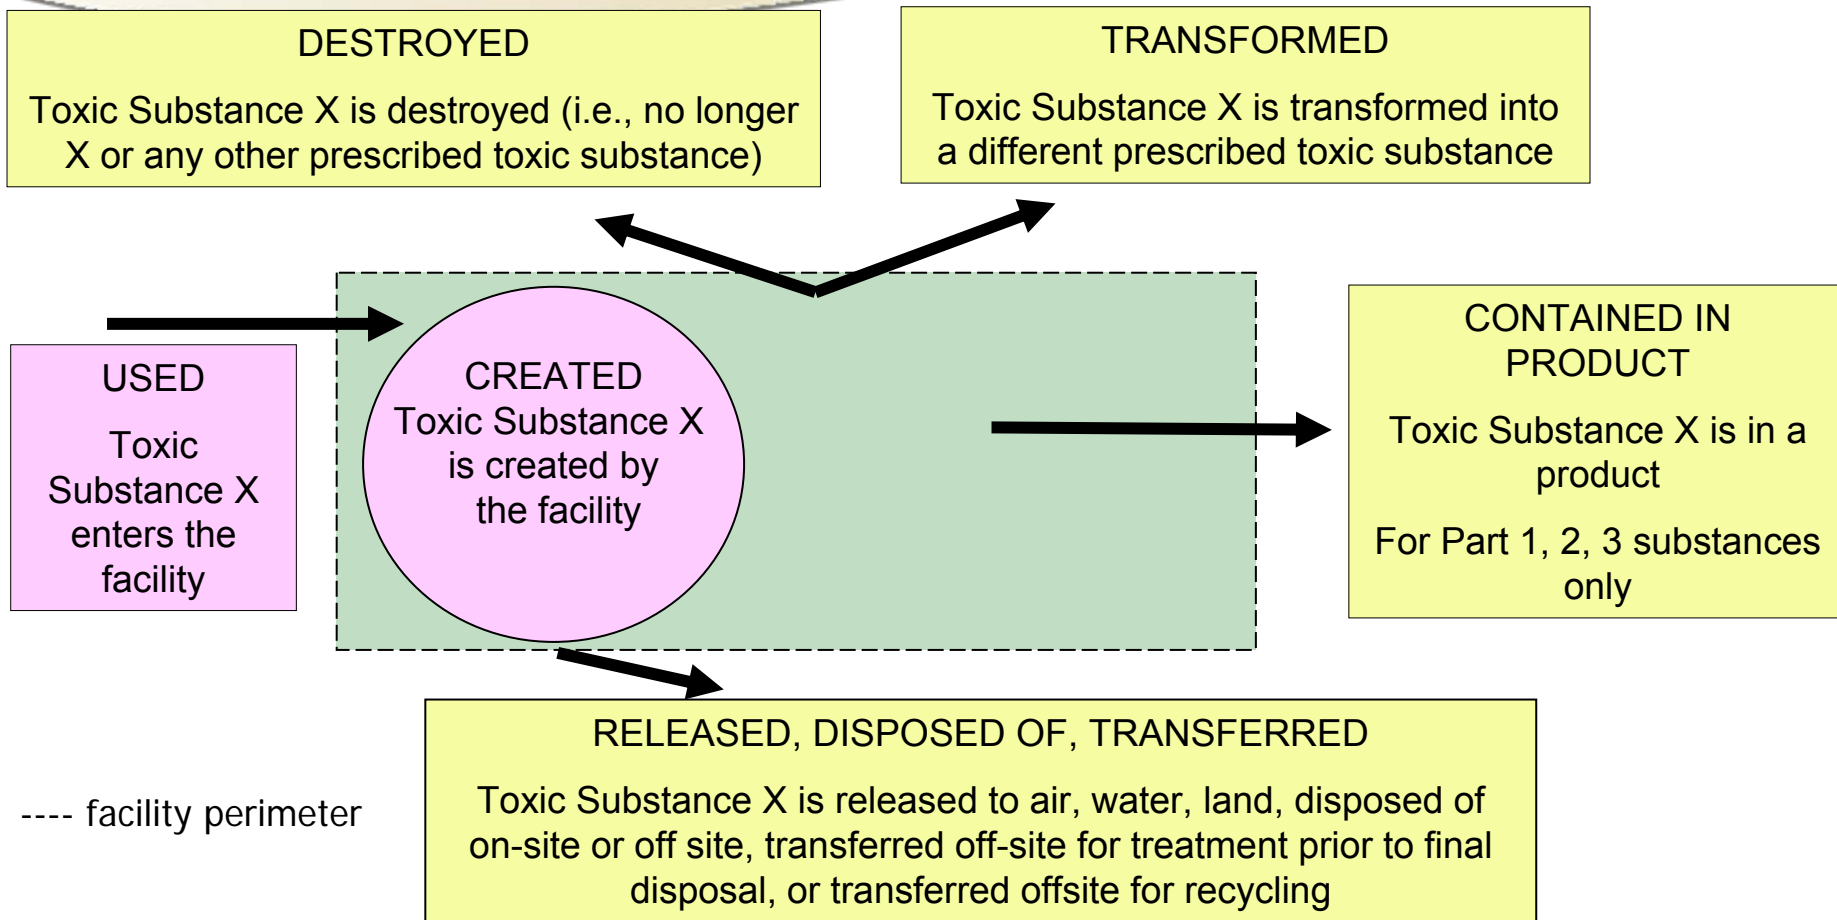 DESTROYED
Toxic Substance X is destroyed (i.e., no longer
X or any other prescribed toxic substance)
TRANSFORMED
Toxic Substance X is transformed into
a different prescribed toxic substance
USED
Toxic
Substance X
enters the
facility
CREATED
Toxic Substance X
is created by
the facility
CONTAINED IN
PRODUCT
Toxic Substance X is in a
product
For Part 1, 2, 3 substances
only
RELEASED, DISPOSED OF, TRANSFERRED
Toxic Substance X is released to air, water, land, disposed of
on-site or off site, transferred off-site for treatment prior to final
disposal, or transferred offsite for recycling
---- facility perimeter